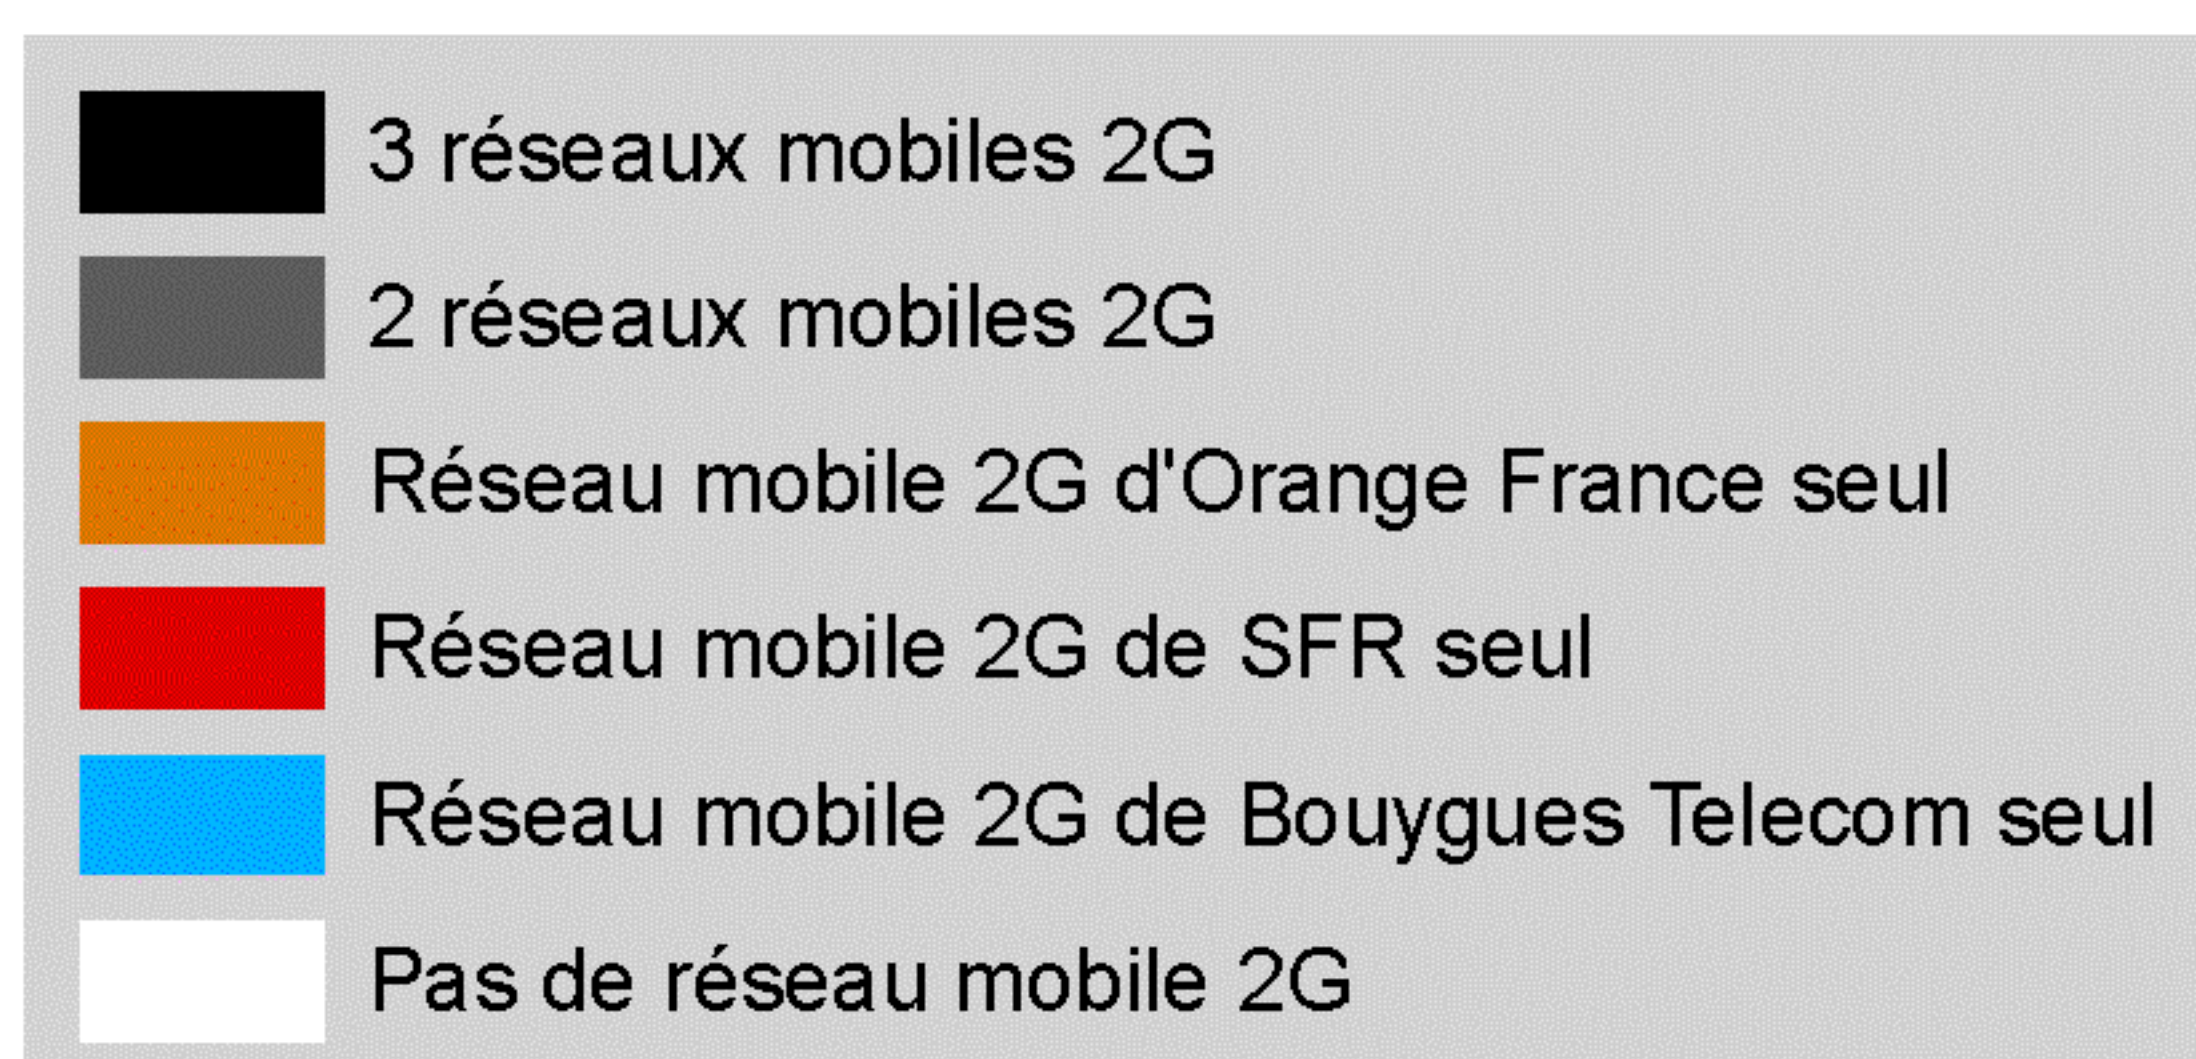 3 réseaux mobiles 2G
2 réseaux mobiles 2G
Réseau mobile 2G d'Orange France seul
Réseau mobile 2G de SFR seul
Réseau mobile 2G de Bouygues Telecom seul
Pas de réseau mobile 2G